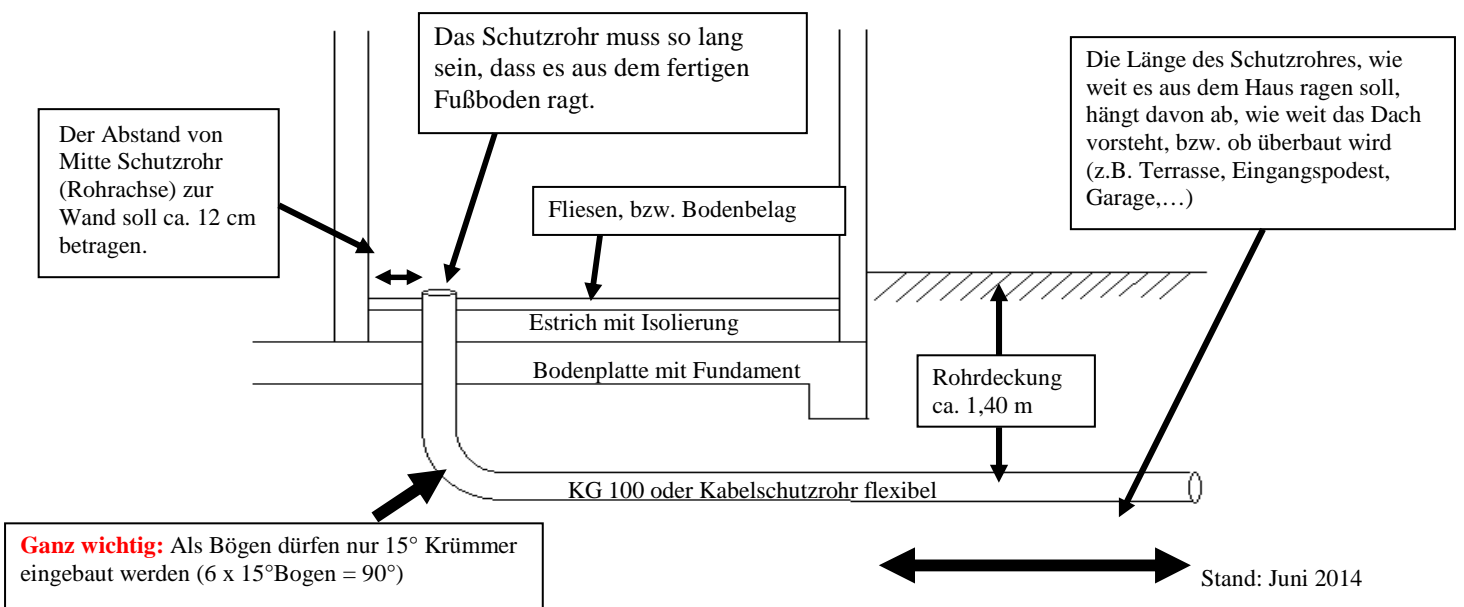 Das Schutzrohr muss so lang
sein, dass es aus dem fertigen
Fußboden ragt.
Die Länge des Schutzrohres, wie
weit es aus dem Haus ragen soll,
hängt davon ab, wie weit das Dach
vorsteht, bzw. ob überbaut wird
(z.B. Terrasse, Eingangspodest,
Garage,…)
Der Abstand von
Mitte Schutzrohr
(Rohrachse) zur
Wand soll ca. 12 cm
betragen.
Fliesen, bzw. Bodenbelag
Estrich mit Isolierung
Bodenplatte mit Fundament
Rohrdeckung
ca. 1,40 m
KG 100 oder Kabelschutzrohr flexibel
Ganz wichtig: Als Bögen dürfen nur 15° Krümmer
eingebaut werden (6 x 15°Bogen = 90°)
Stand: Juni 2014